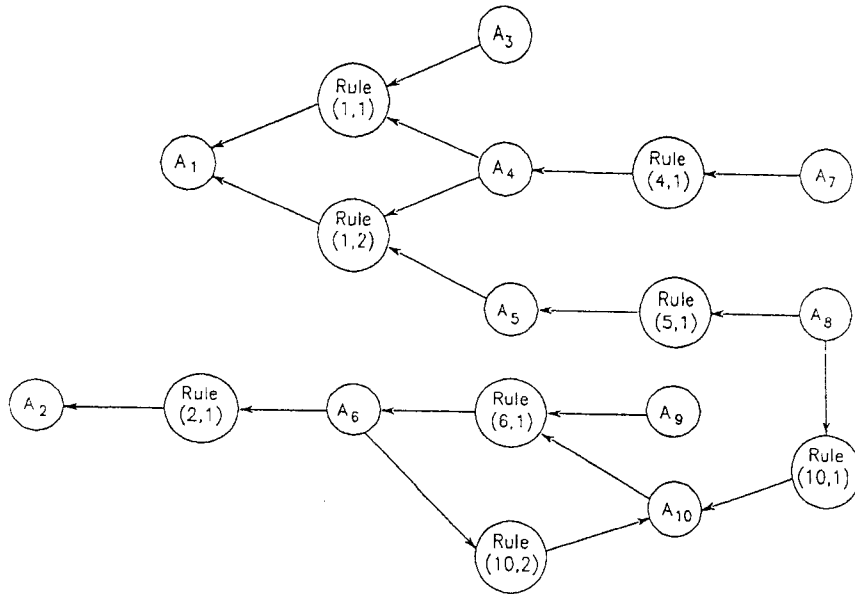 A3
Rule
(1,1)
A1
A4
Rule
(4,1)
A7
Rule
(1,2)
A5
Rule
(5,1)
A8
A2
Rule
(2,1)
A6
Rule
(6,1)
A9
Rule
(10,1)
A10
Rule
(10,2)